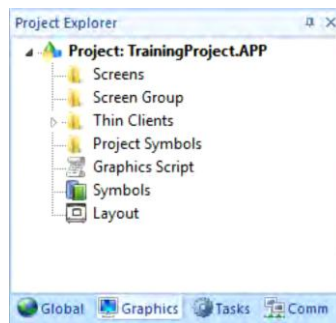 Project Explorer
Project: TrainingProject.APP
Screens
Screen Group
Thin Clients
Project Symbols
Graphics Script
Symbols
Layout
Global Graphics Tasks Comm